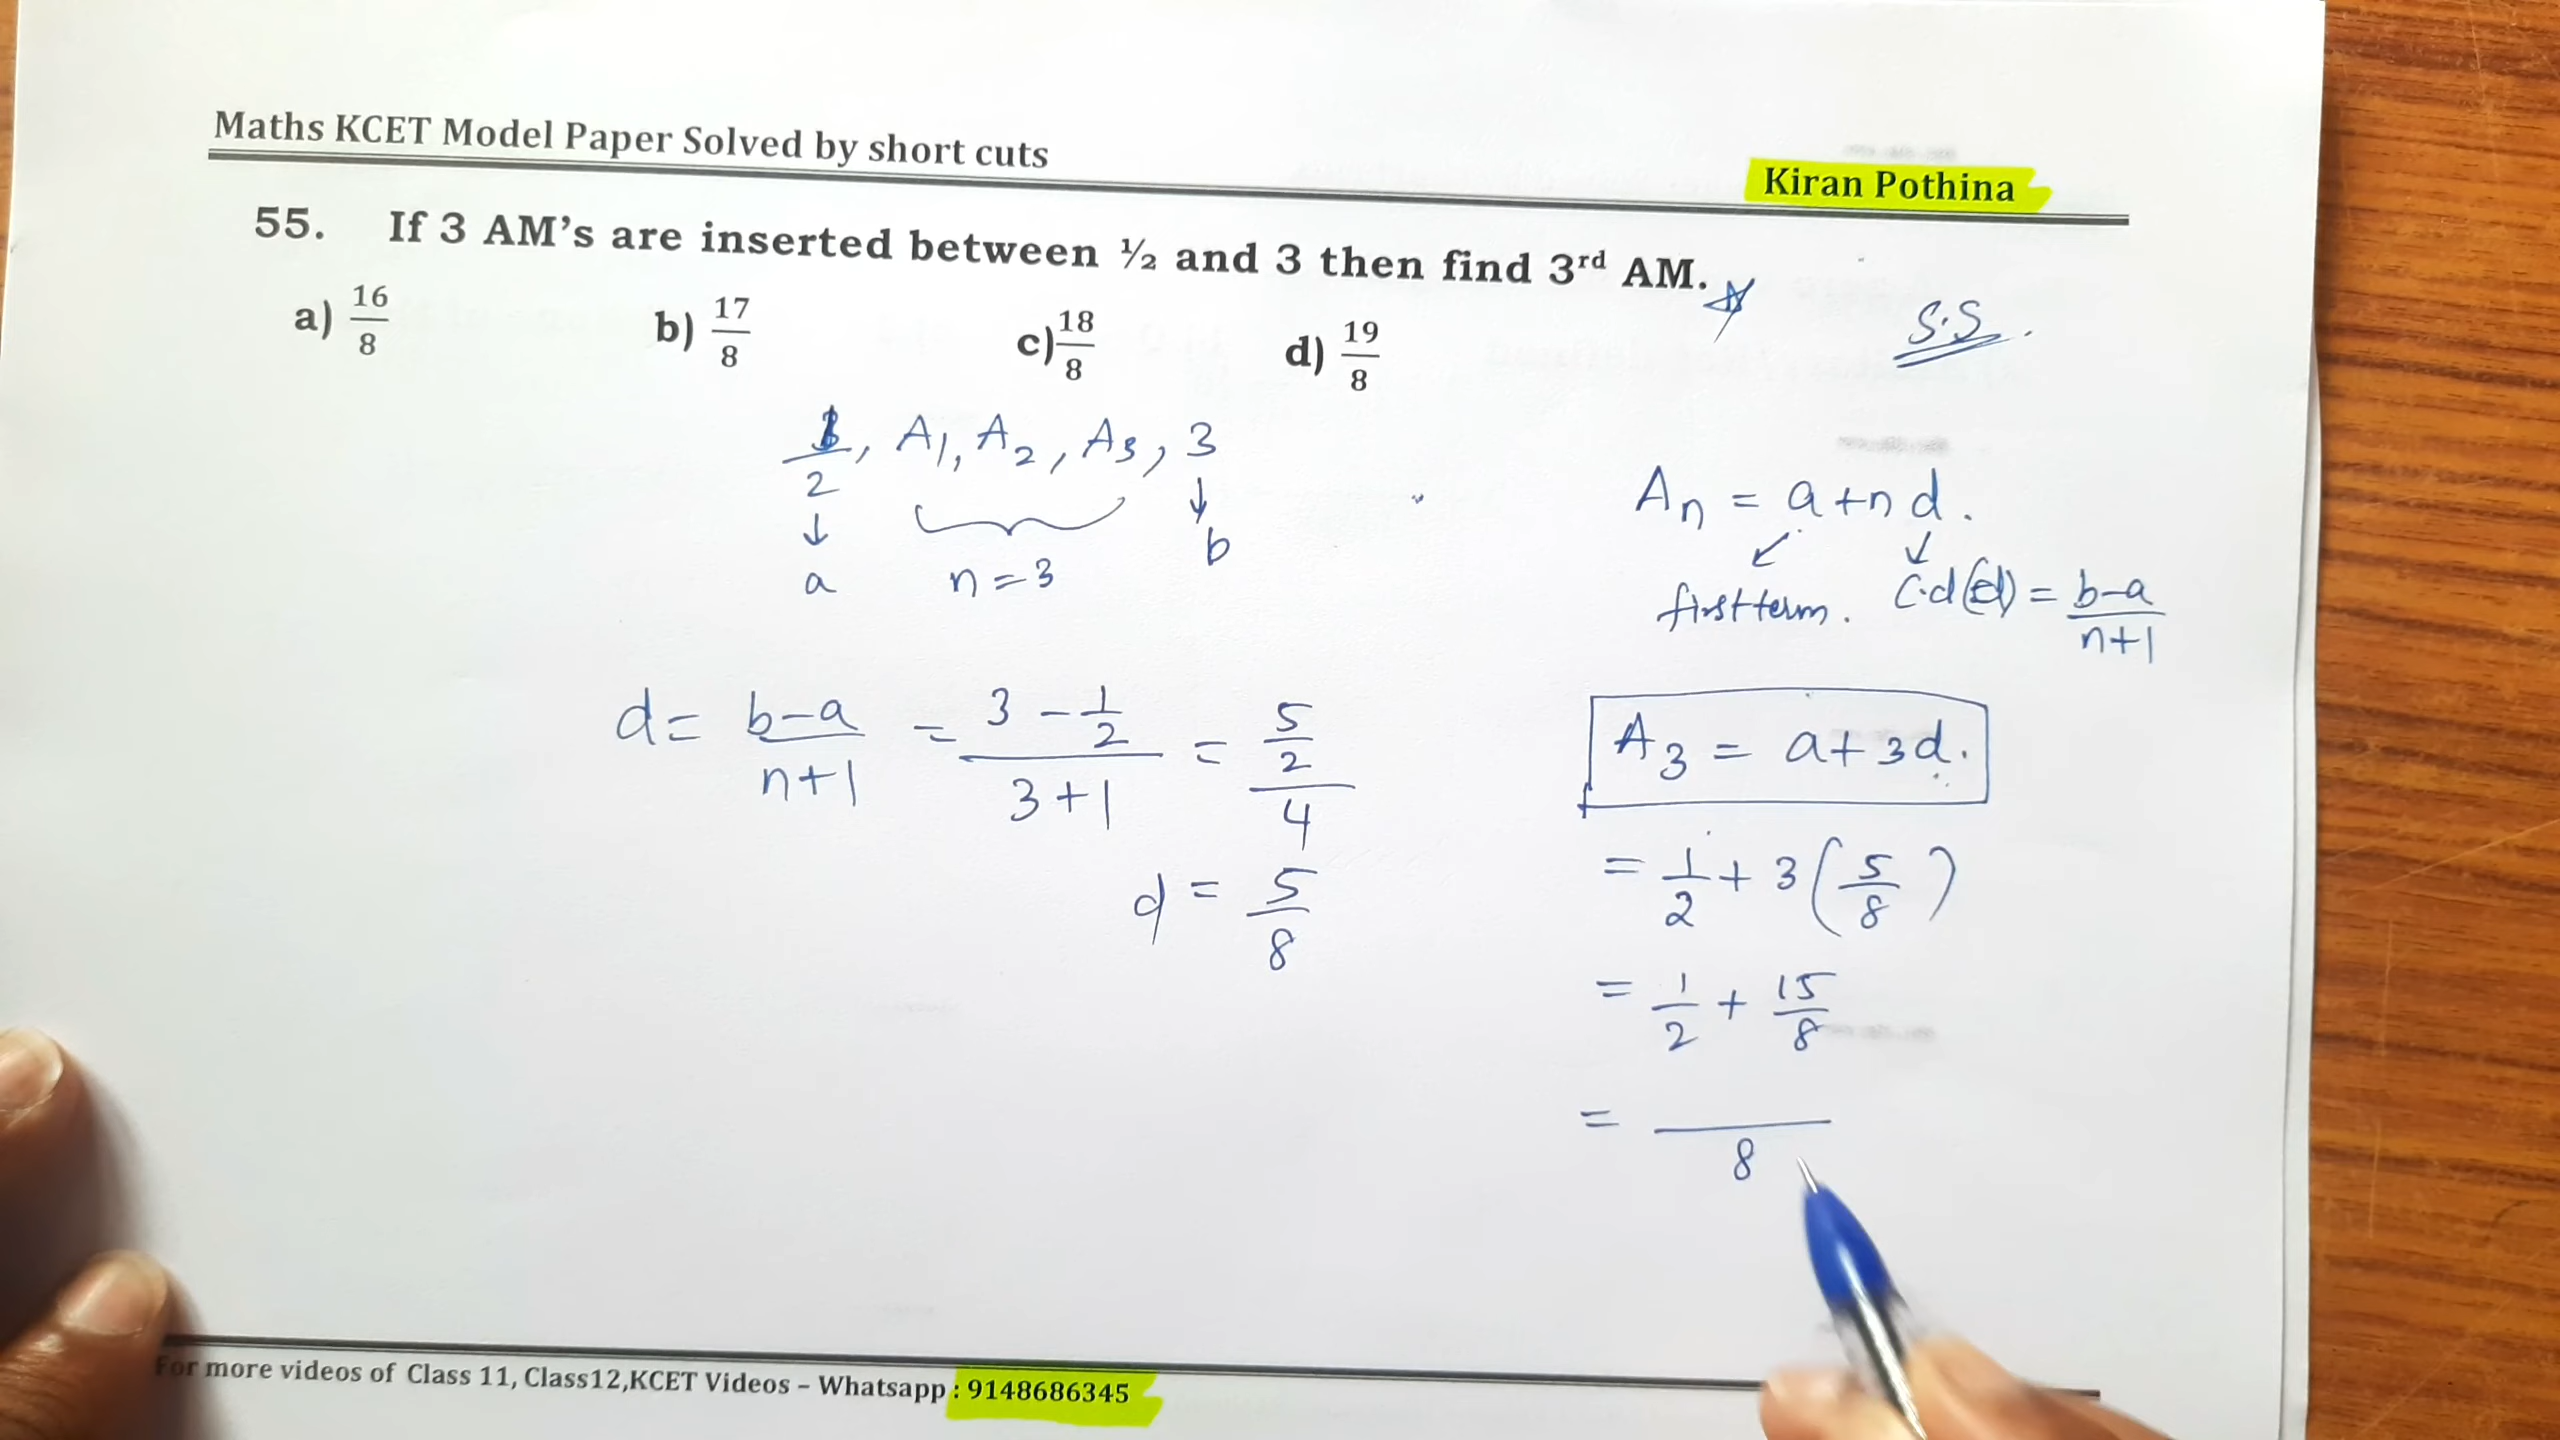 Maths KCET Model Paper Solved by short cuts
Kiran Pothina
55. If 3 AM's are inserted between ½ and 3 then find 3rd AM.
a) 16/8 b) 17/8 c) 18/8 d) 19/8
S.S.
1/2, A1, A2, A3, 3
↓ a n=3 ↓ b
An = a+nd.
first term. C.d(d) = b-a/n+1
d = b-a/n+1 = 3 - 1/2 / 3+1 = 5/2 / 4
d = 5/8
A3 = a+3d.
= 1/2 + 3(5/8)
= 1/2 + 15/8
= /8
For more videos of Class 11, Class12,KCET Videos – Whatsapp : 9148686345